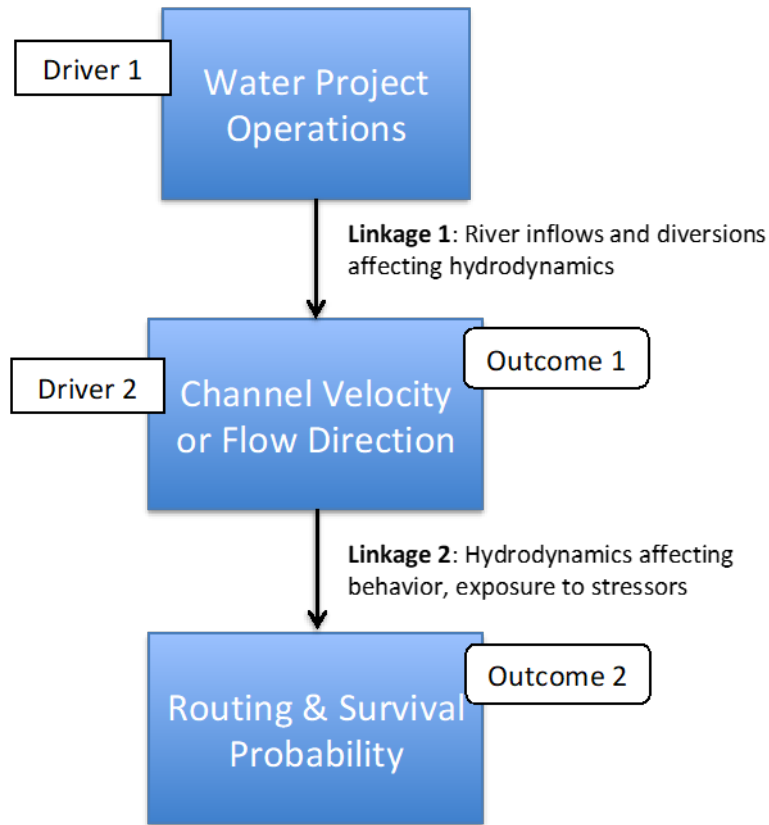 Driver 1
Water Project
Operations
Linkage 1: River inflows and diversions
affecting hydrodynamics
Outcome 1
Driver 2
Channel Velocity
or Flow Direction
Linkage 2: Hydrodynamics affecting
behavior, exposure to stressors
Outcome 2
Routing & Survival
Probability